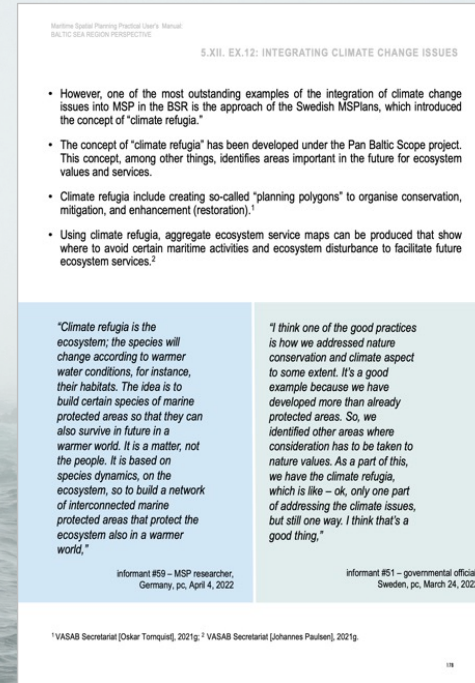 Maritime Spatial Planning Practical User's Manual:
BALTIC SEA REGION PERSPECTIVE
5.XII. EX.12: INTEGRATING CLIMATE CHANGE ISSUES
• However, one of the most outstanding examples of the integration of climate change
issues into MSP in the BSR is the approach of the Swedish MSPlans, which introduced
the concept of “climate refugia.”
• The concept of “climate refugia” has been developed under the Pan Baltic Scope project.
This concept, among other things, identifies areas important in the future for ecosystem
values and services.
• Climate refugia include creating so-called “planning polygons” to organise conservation,
mitigation, and enhancement (restoration).1
• Using climate refugia, aggregate ecosystem service maps can be produced that show
where to avoid certain maritime activities and ecosystem disturbance to facilitate future
ecosystem services.2
“Climate refugia is the
ecosystem; the species will
change according to warmer
water conditions, for instance,
their habitats. The idea is to
build certain species of marine
protected areas so that they can
also survive in future in a
warmer world. It is a matter, not
the people. It is based on
species dynamics, on the
ecosystem, so to build a network
of interconnected marine
protected areas that protect the
ecosystem also in a warmer
world,”
informant #59 – MSP researcher,
Germany, pc, April 4, 2022
“I think one of the good practices
is how we addressed nature
conservation and climate aspect
to some extent. It's a good
example because we have
developed more than already
protected areas. So, we
identified other areas where
consideration has to be taken to
nature values. As a part of this,
we have the climate refugia,
which is like – ok, only one part
of addressing the climate issues,
but still one way. I think that's a
good thing,”
informant #51 – governmental official
Sweden, pc, March 24, 202
1 VASAB Secretariat [Oskar Tornquist], 2021g; 2 VASAB Secretariat [Johannes Paulsen], 2021g.